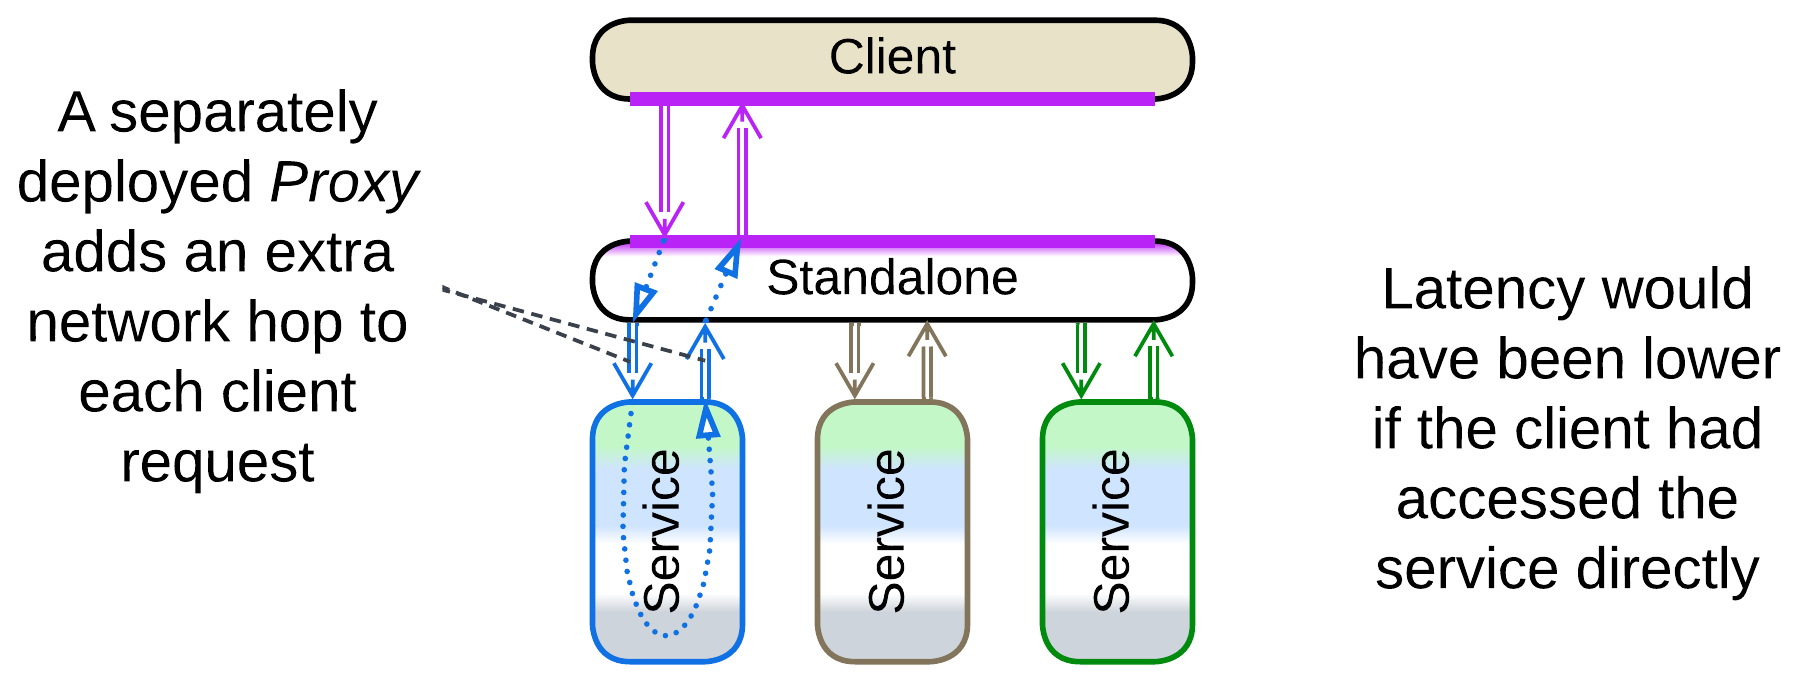 Client
A separately
deployed Proxy
adds an extra
network hop to
each client
request
Standalone
Latency would
have been lower
if the client had
accessed the
service directly
Service
Service
Service